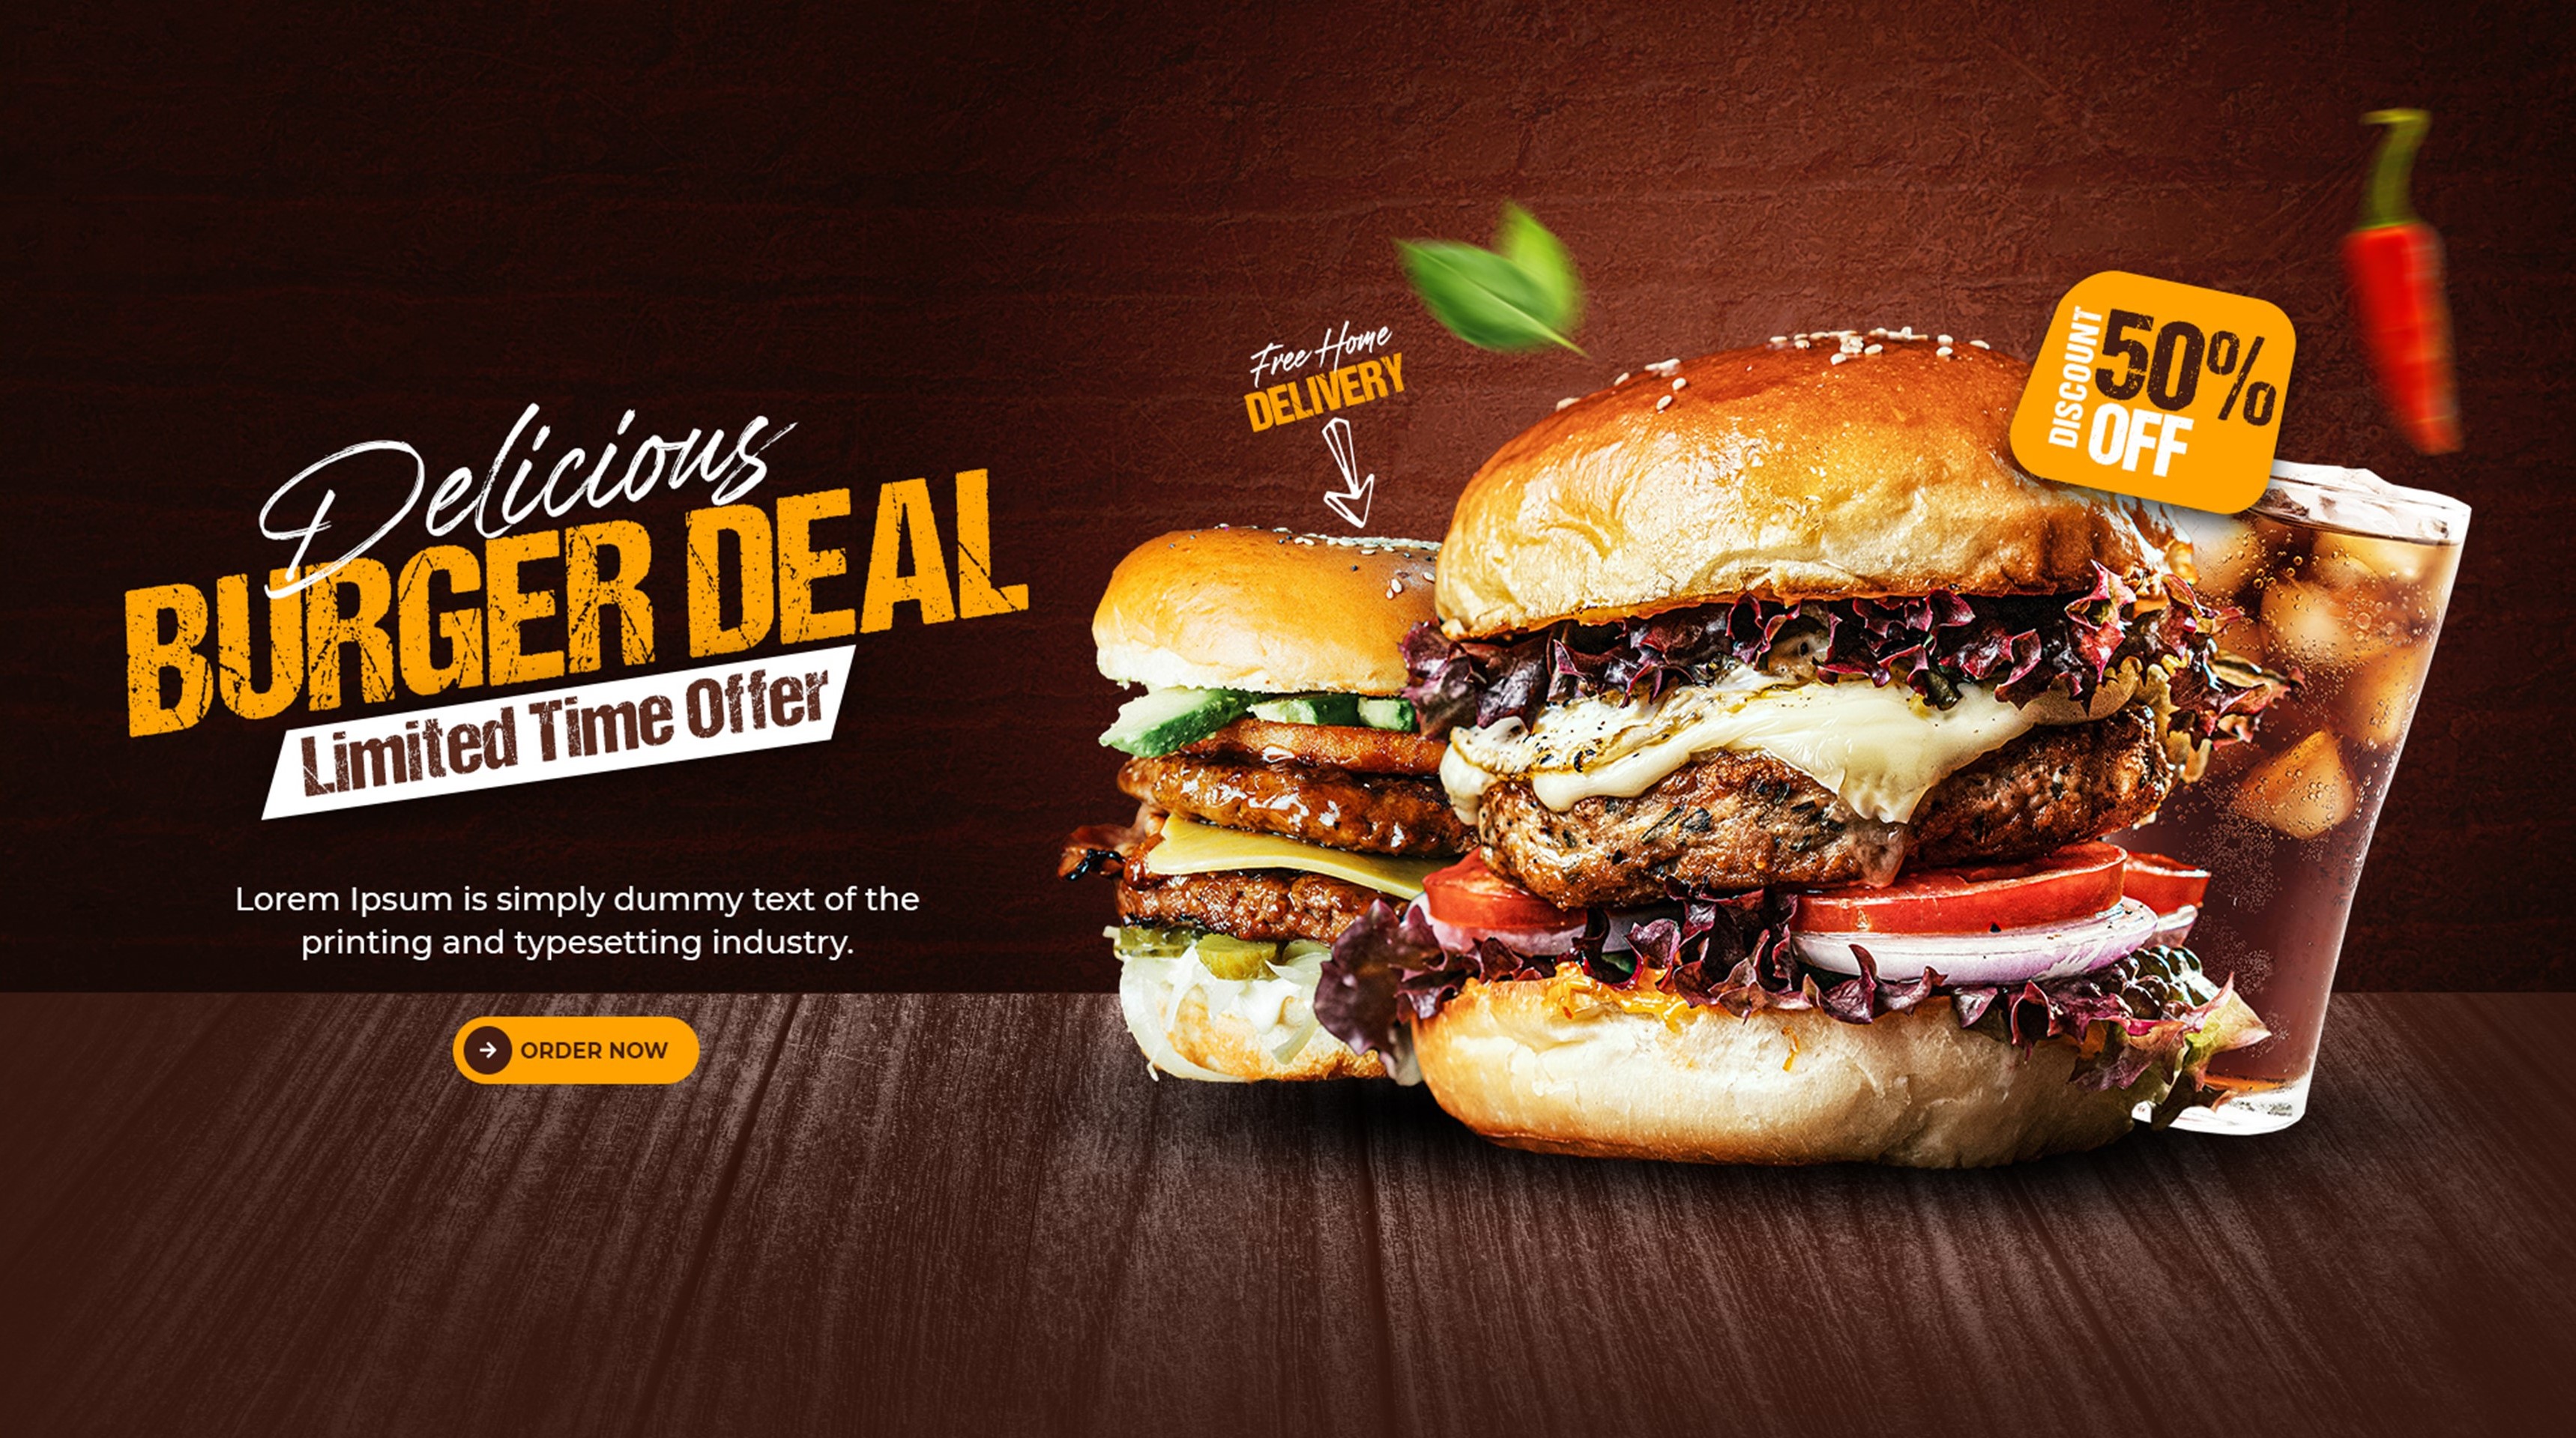 Delicious
BURGER DEAL
Limited Time Offer
Lorem Ipsum is simply dummy text of the
printing and typesetting industry.
ORDER NOW
Free Home
DELIVERY
DISCOUNT
50%
OFF